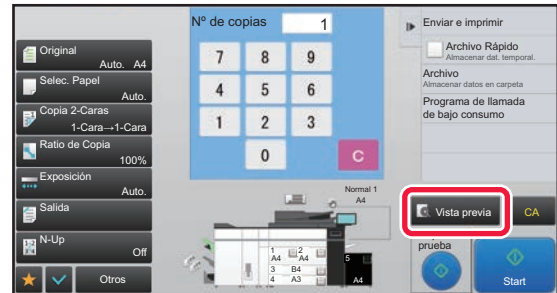 Nº de copias 1
Original
Auto. A4
Selec. Papel
Auto.
Copia 2-Caras
1-Cara→1-Cara
Ratio de Copia
100%
Exposición
Auto.
Salida
N-Up
Off
Otros
7 8 9
4 5 6
1 2 3
0 C
Normal 1
A4
1 A4
2 A4
3 B4
4 A3
5
A4
Enviar e imprimir
Archivo Rápido
Almacenar dat. temporal.
Archivo
Almacenar datos en carpeta
Programa de llamada
de bajo consumo
Vista previa
CA
prueba
Start